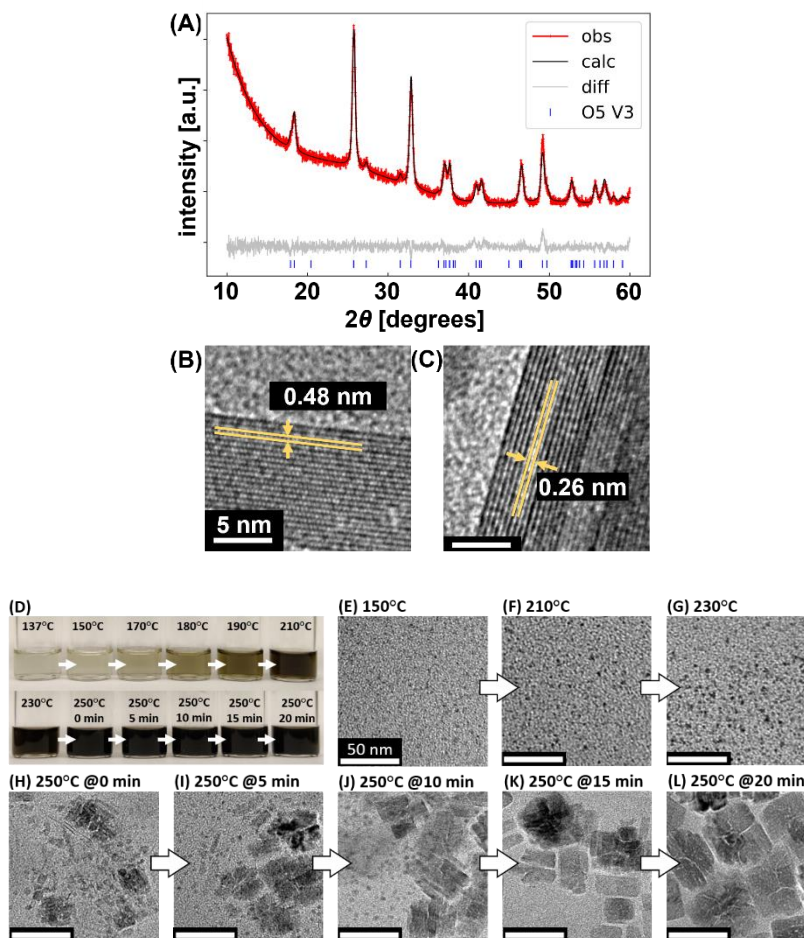 (A)
obs
calc
diff
O5 V3
intensity [a.u.]
10 20 30 40 50 60
2θ [degrees]
(B)
0.48 nm
5 nm
(C)
0.26 nm
(D)
137°C 150°C 170°C 180°C 190°C 210°C
230°C 250°C 250°C 250°C 250°C 250°C
0 min 5 min 10 min 15 min 20 min
(E) 150°C
(F) 210°C
(G) 230°C
50 nm
(H) 250°C @0 min
(I) 250°C @5 min
(J) 250°C @10 min
(K) 250°C @15 min
(L) 250°C @20 min